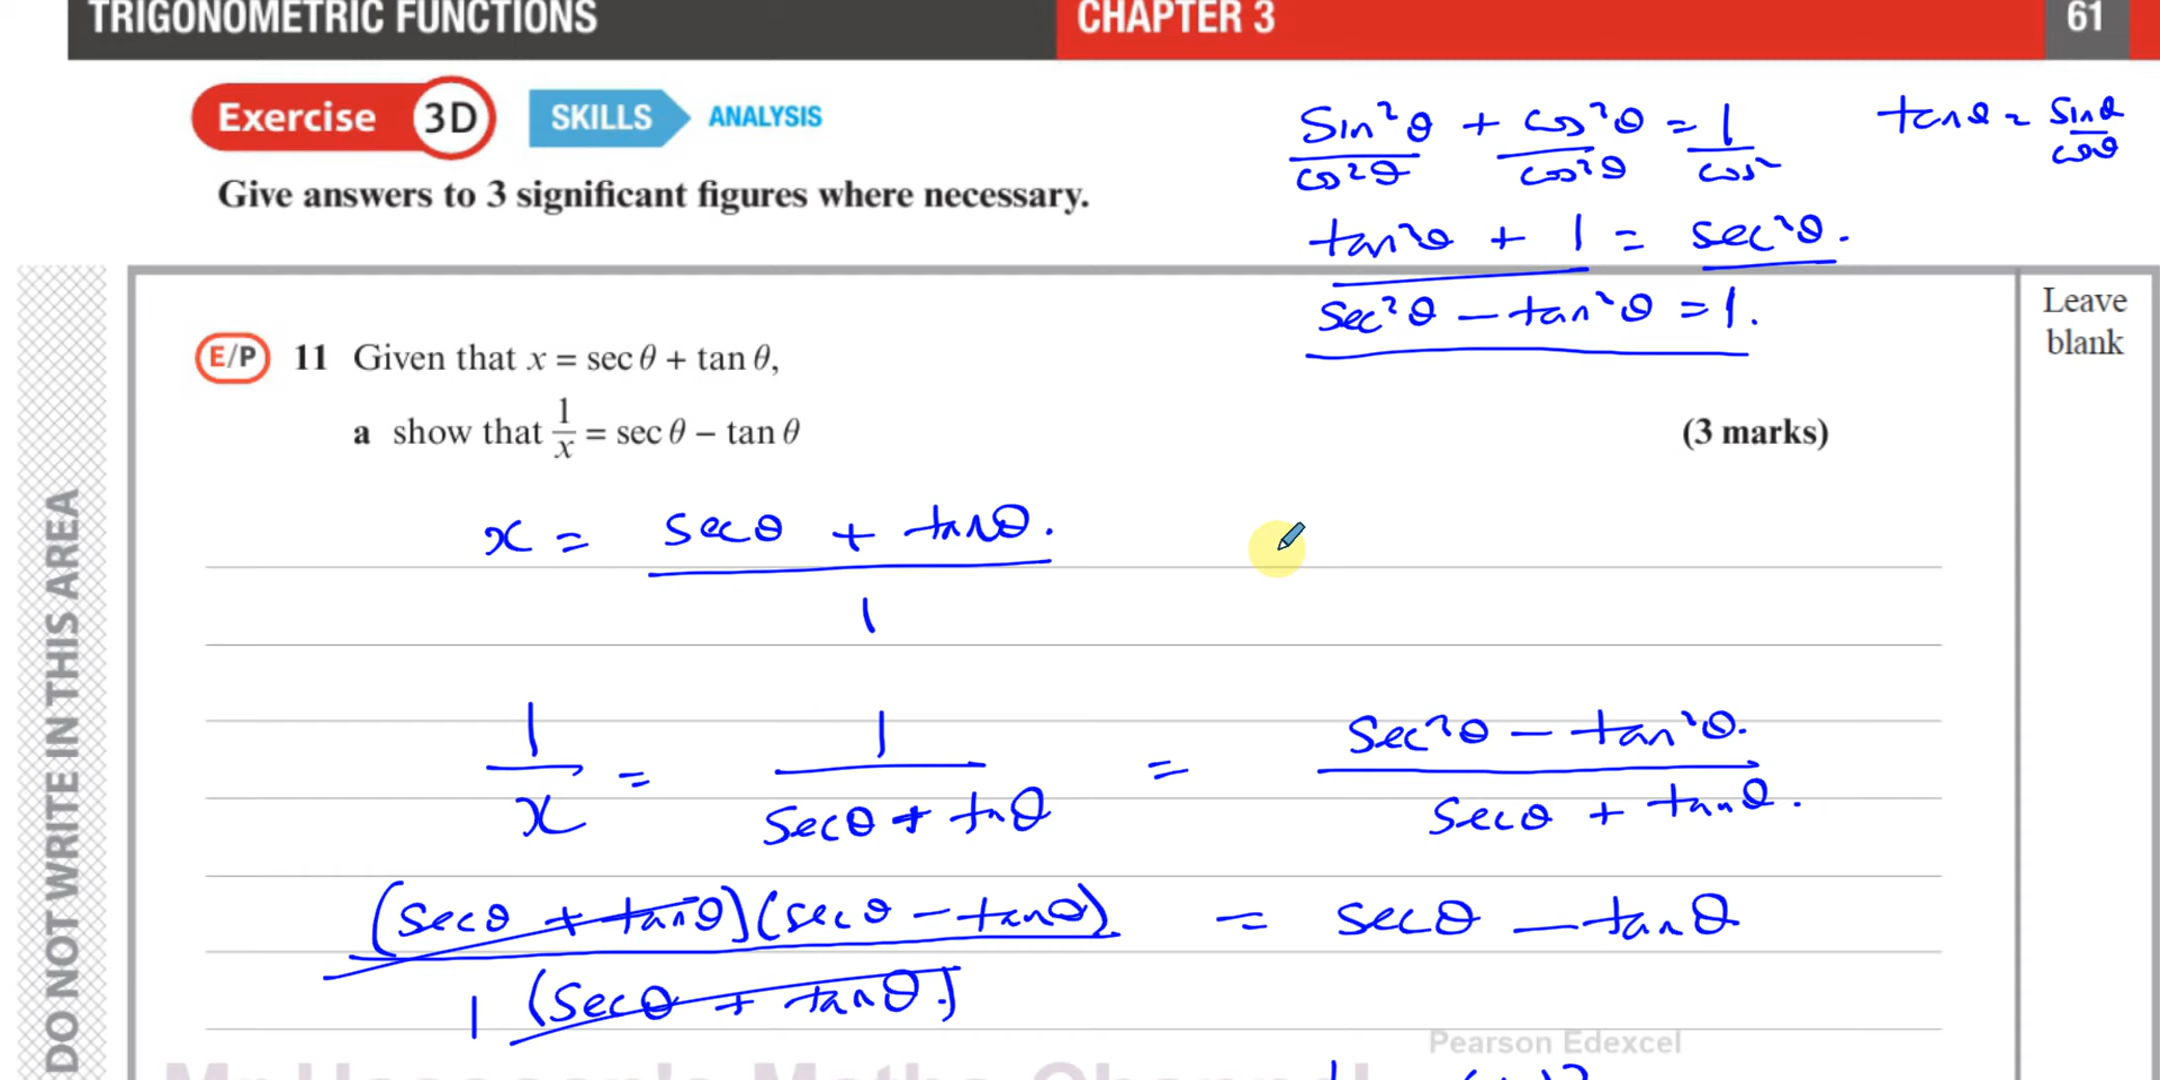 TRIGONOMETRIC FUNCTIONS CHAPTER 3 61
Exercise 3D SKILLS ANALYSIS
Give answers to 3 significant figures where necessary.
Sin²θ/cos²θ + cos²θ/cos²θ = 1/cos² tanθ = sinθ/cosθ
tan²θ + 1 = sec²θ.
sec²θ − tan²θ = 1.
Leave
blank
E/P 11 Given that x = sec θ + tan θ,
a show that 1/x = sec θ − tan θ (3 marks)
x = secθ + tanθ. / 1
1/x = 1/(secθ + tnθ) = (sec²θ − tan²θ.)/(secθ + tanθ.)
(secθ + tanθ)(secθ − tanθ) / 1(secθ + tanθ.) = secθ − tanθ
Pearson Edexcel
DO NOT WRITE IN THIS AREA